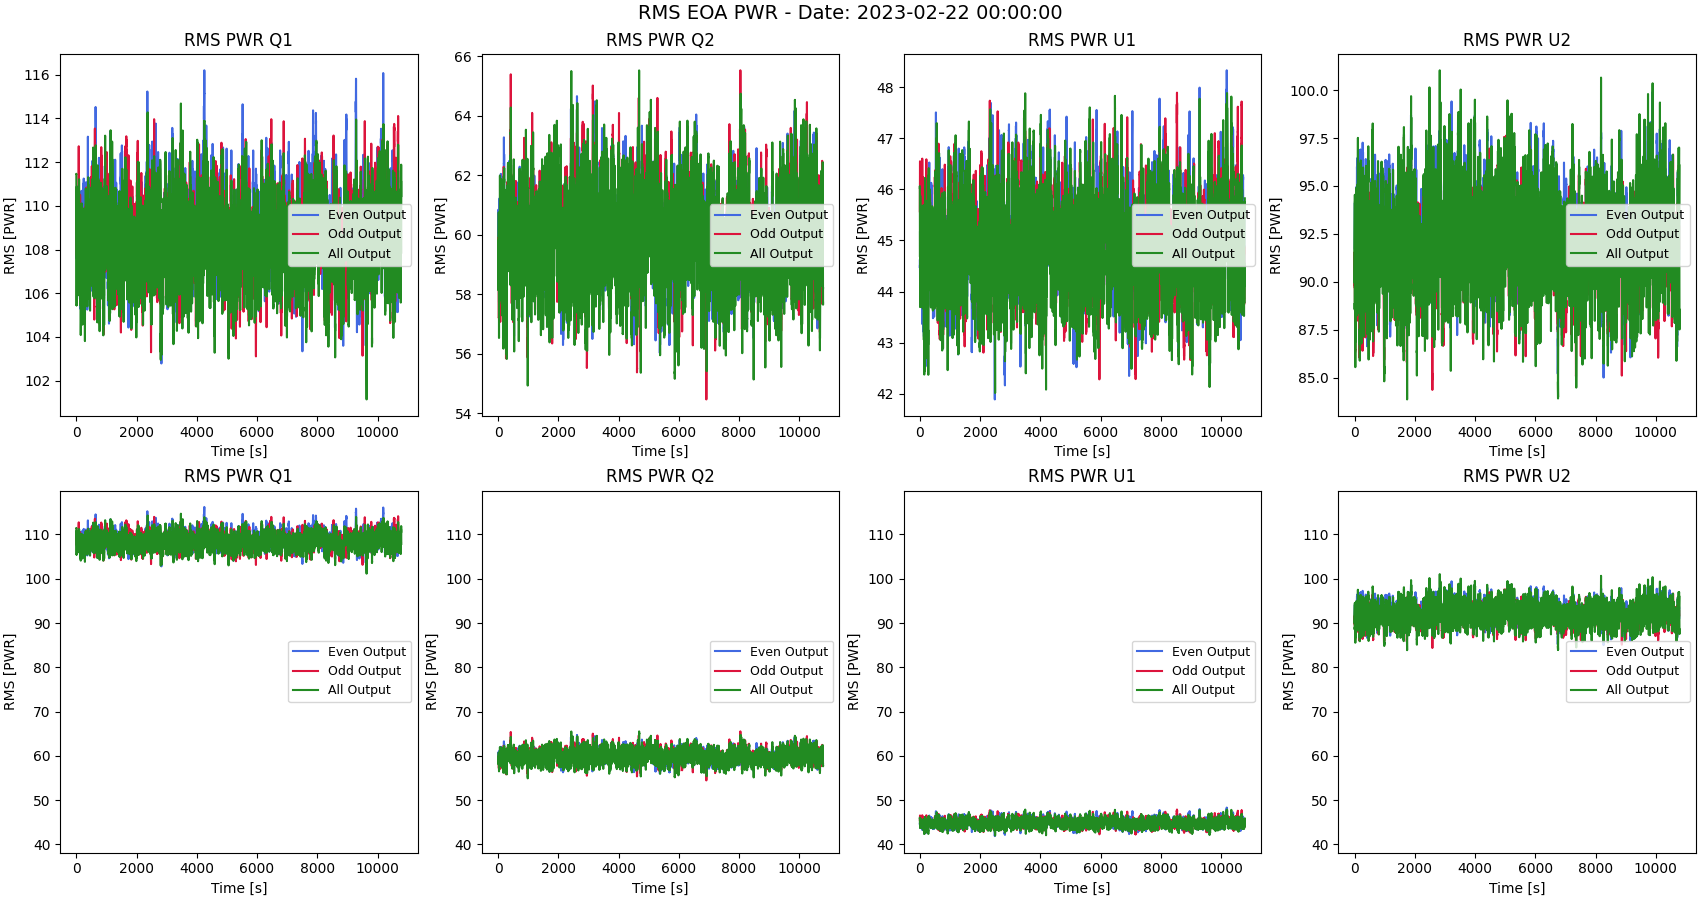 RMS EOA PWR - Date: 2023-02-22 00:00:00
RMS PWR Q1
RMS [PWR]
116
114
112
110
108
106
104
102
0 2000 4000 6000 8000 10000
Time [s]
Even Output
Odd Output
All Output
RMS PWR Q2
RMS [PWR]
66
64
62
60
58
56
54
0 2000 4000 6000 8000 10000
Time [s]
Even Output
Odd Output
All Output
RMS PWR U1
RMS [PWR]
48
47
46
45
44
43
42
0 2000 4000 6000 8000 10000
Time [s]
Even Output
Odd Output
All Output
RMS PWR U2
RMS [PWR]
100.0
97.5
95.0
92.5
90.0
87.5
85.0
0 2000 4000 6000 8000 10000
Time [s]
Even Output
Odd Output
All Output
RMS PWR Q1
RMS [PWR]
110
100
90
80
70
60
50
40
0 2000 4000 6000 8000 10000
Time [s]
Even Output
Odd Output
All Output
RMS PWR Q2
RMS [PWR]
110
100
90
80
70
60
50
40
0 2000 4000 6000 8000 10000
Time [s]
Even Output
Odd Output
All Output
RMS PWR U1
RMS [PWR]
110
100
90
80
70
60
50
40
0 2000 4000 6000 8000 10000
Time [s]
Even Output
Odd Output
All Output
RMS PWR U2
RMS [PWR]
110
100
90
80
70
60
50
40
0 2000 4000 6000 8000 10000
Time [s]
Even Output
Odd Output
All Output